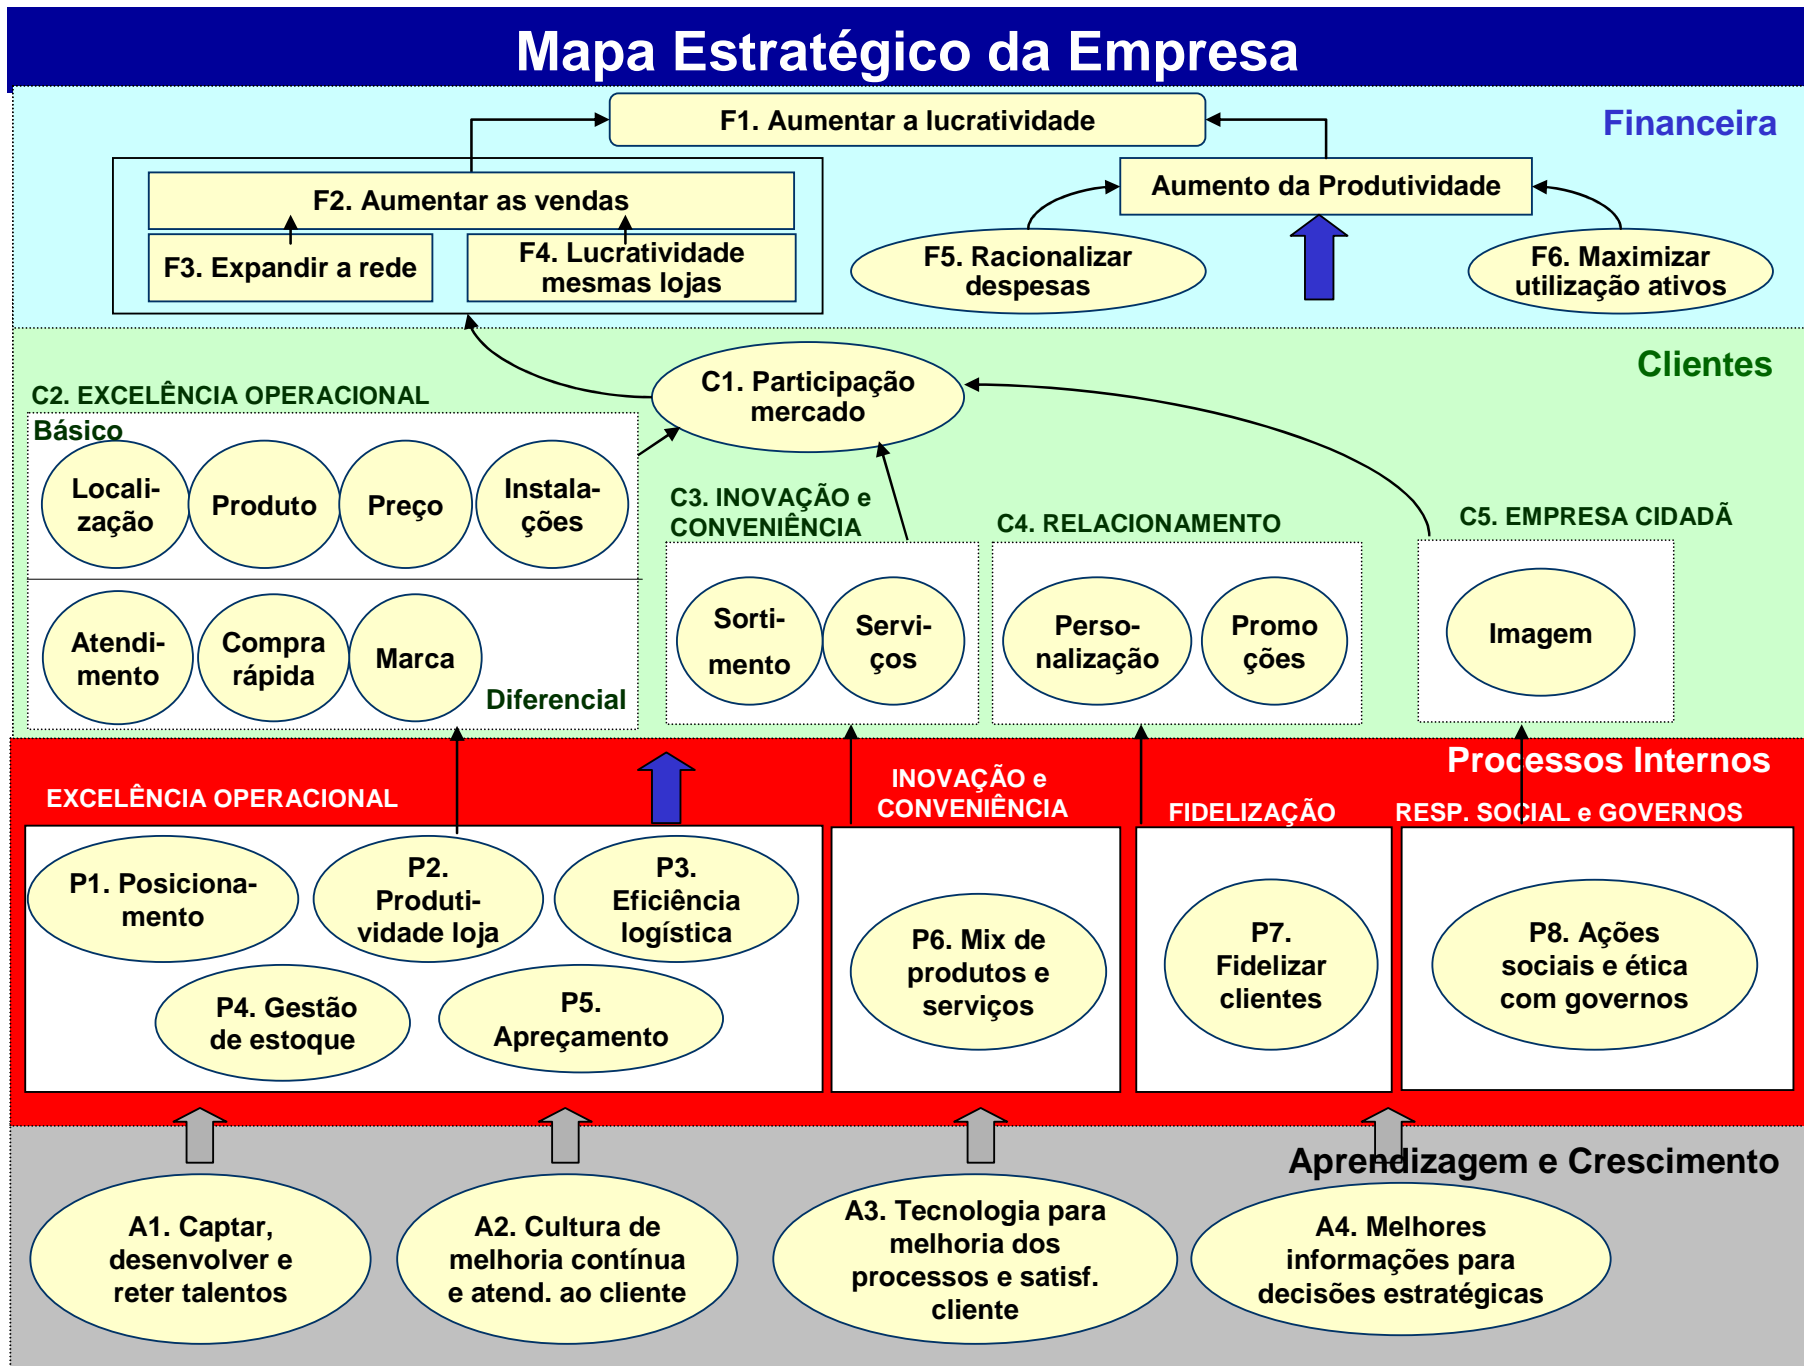 Mapa Estratégico da Empresa
Financeira
F1. Aumentar a lucratividade
F2. Aumentar as vendas
F3. Expandir a rede
F4. Lucratividade
mesmas lojas
Aumento da Produtividade
F5. Racionalizar
despesas
F6. Maximizar
utilização ativos
Clientes
C1. Participação
mercado
C2. EXCELÊNCIA OPERACIONAL
Básico
Locali-
zação
Produto
Preço
Instala-
ções
Atendi-
mento
Compra
rápida
Marca
Diferencial
C3. INOVAÇÃO e
CONVENIÊNCIA
Sorti-
mento
Servi-
ços
C4. RELACIONAMENTO
Perso-
nalização
Promo
ções
C5. EMPRESA CIDADÃ
Imagem
Processos Internos
EXCELÊNCIA OPERACIONAL
P1. Posiciona-
mento
P2.
Produti-
vidade loja
P3.
Eficiência
logística
P4. Gestão
de estoque
P5.
Apreçamento
INOVAÇÃO e
CONVENIÊNCIA
P6. Mix de
produtos e
serviços
FIDELIZAÇÃO
P7.
Fidelizar
clientes
RESP. SOCIAL e GOVERNOS
P8. Ações
sociais e ética
com governos
Aprendizagem e Crescimento
A1. Captar,
desenvolver e
reter talentos
A2. Cultura de
melhoria contínua
e atend. ao cliente
A3. Tecnologia para
melhoria dos
processos e satisf.
cliente
A4. Melhores
informações para
decisões estratégicas